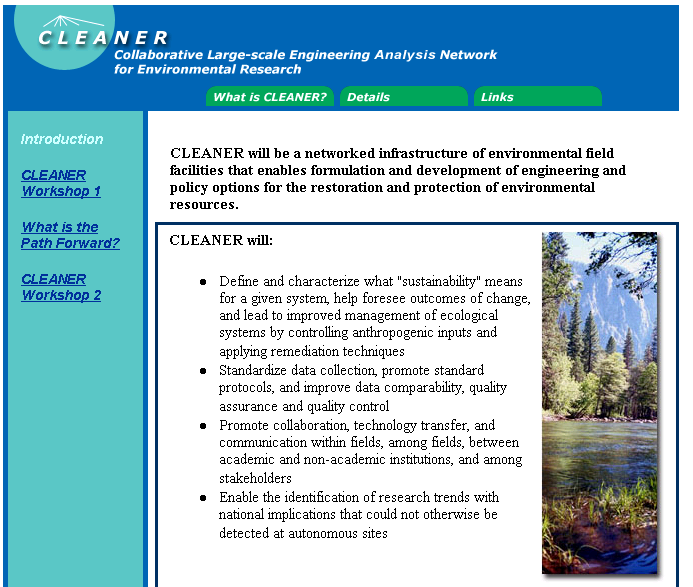 CLEANER
Collaborative Large-scale Engineering Analysis Network
for Environmental Research
What is CLEANER?
Details
Links
Introduction
CLEANER
Workshop 1
What is the
Path Forward?
CLEANER
Workshop 2
CLEANER will be a networked infrastructure of environmental field
facilities that enables formulation and development of engineering and
policy options for the restoration and protection of environmental
resources.
CLEANER will:
● Define and characterize what "sustainability" means
for a given system, help foresee outcomes of change,
and lead to improved management of ecological
systems by controlling anthropogenic inputs and
applying remediation techniques
● Standardize data collection, promote standard
protocols, and improve data comparability, quality
assurance and quality control
● Promote collaboration, technology transfer, and
communication within fields, among fields, between
academic and non-academic institutions, and among
stakeholders
● Enable the identification of research trends with
national implications that could not otherwise be
detected at autonomous sites